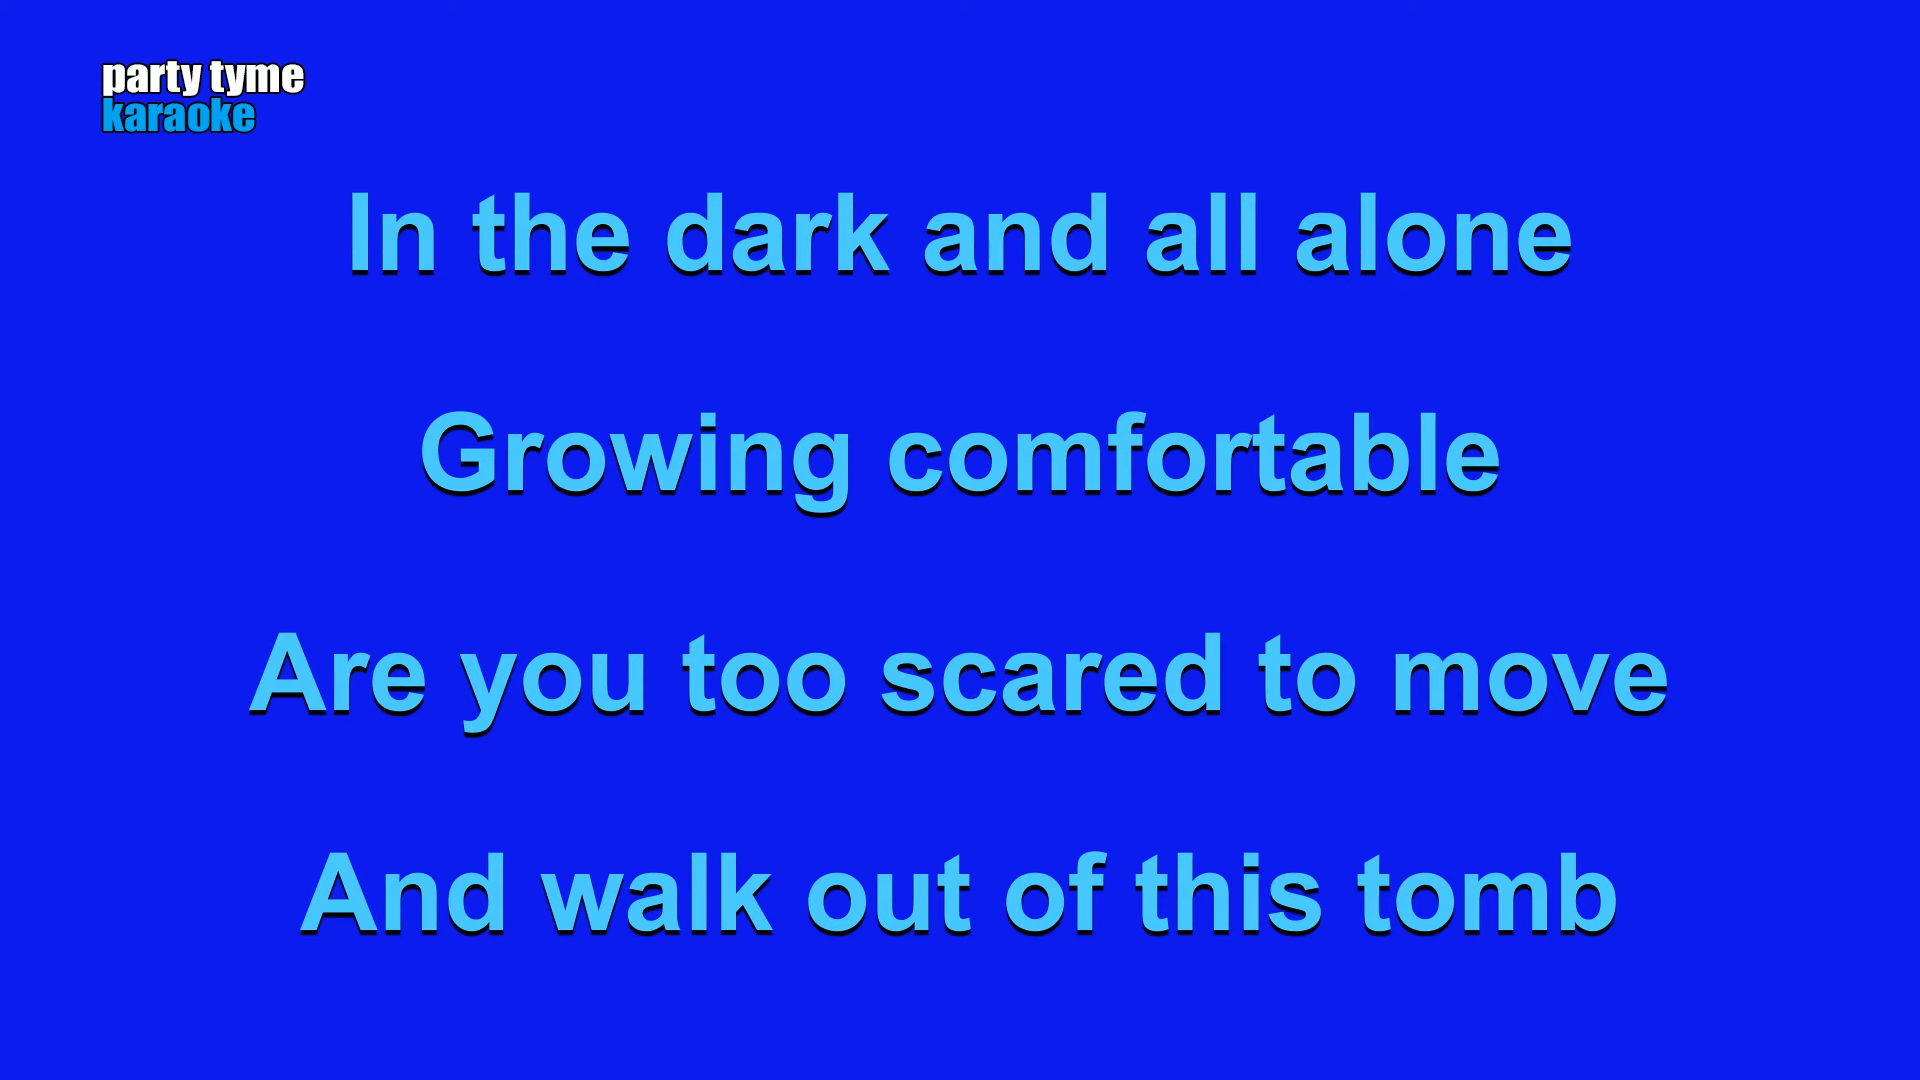 party tyme
karaoke
In the dark and all alone
Growing comfortable
Are you too scared to move
And walk out of this tomb